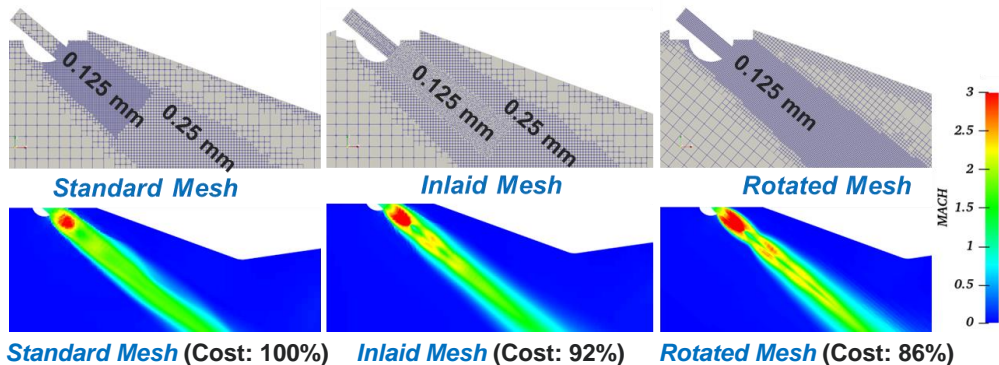 0.125 mm
0.25 mm
0.125 mm
0.25 mm
0.125 mm
Standard Mesh
Inlaid Mesh
Rotated Mesh
3
2.5
2
1.5
1
0.5
0
MACH
Standard Mesh (Cost: 100%)
Inlaid Mesh (Cost: 92%)
Rotated Mesh (Cost: 86%)